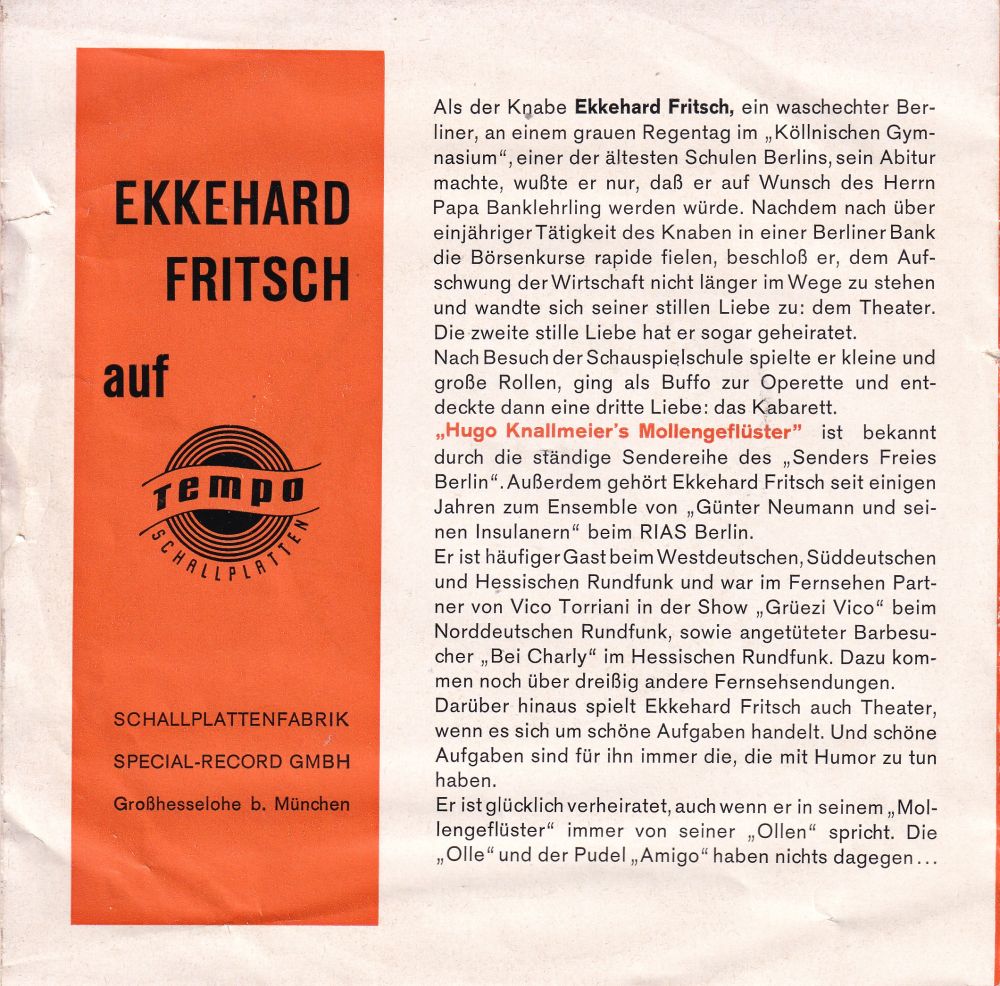 EKKEHARD
FRITSCH
auf
Tempo
SCHALLPLATTEN
SCHALLPLATTENFABRIK
SPECIAL-RECORD GMBH
Großhesselohe b. München
Als der Knabe Ekkehard Fritsch, ein waschechter Ber-
liner, an einem grauen Regentag im „Köllnischen Gym-
nasium“, einer der ältesten Schulen Berlins, sein Abitur
machte, wußte er nur, daß er auf Wunsch des Herrn
Papa Banklehrling werden würde. Nachdem nach über
einjähriger Tätigkeit des Knaben in einer Berliner Bank
die Börsenkurse rapide fielen, beschloß er, dem Auf-
schwung der Wirtschaft nicht länger im Wege zu stehen
und wandte sich seiner stillen Liebe zu: dem Theater.
Die zweite stille Liebe hat er sogar geheiratet.
Nach Besuch der Schauspielschule spielte er kleine und
große Rollen, ging als Buffo zur Operette und ent-
deckte dann eine dritte Liebe: das Kabarett.
„Hugo Knallmeier's Mollengeflüster” ist bekannt
durch die ständige Sendereihe des „Senders Freies
Berlin“. Außerdem gehört Ekkehard Fritsch seit einigen
Jahren zum Ensemble von „Günter Neumann und sei-
nen Insulanern“ beim RIAS Berlin.
Er ist häufiger Gast beim Westdeutschen, Süddeutschen
und Hessischen Rundfunk und war im Fernsehen Part-
ner von Vico Torriani in der Show „Grüezi Vico“ beim
Norddeutschen Rundfunk, sowie angetüteter Barbesu-
cher „Bei Charly“ im Hessischen Rundfunk. Dazu kom-
men noch über dreißig andere Fernsehsendungen.
Darüber hinaus spielt Ekkehard Fritsch auch Theater,
wenn es sich um schöne Aufgaben handelt. Und schöne
Aufgaben sind für ihn immer die, die mit Humor zu tun
haben.
Er ist glücklich verheiratet, auch wenn er in seinem „Mol-
lengeflüster“ immer von seiner „Ollen“ spricht. Die
„Olle“ und der Pudel „Amigo“ haben nichts dagegen...